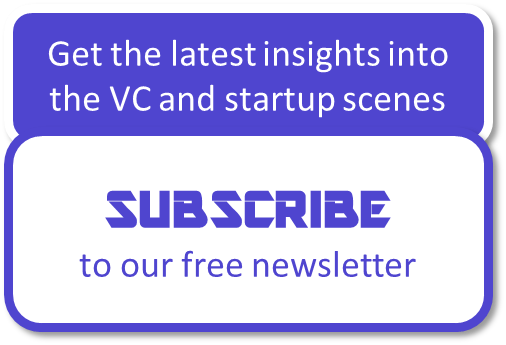 Get the latest insights into
the VC and startup scenes
SUBSCRIBE
to our free newsletter